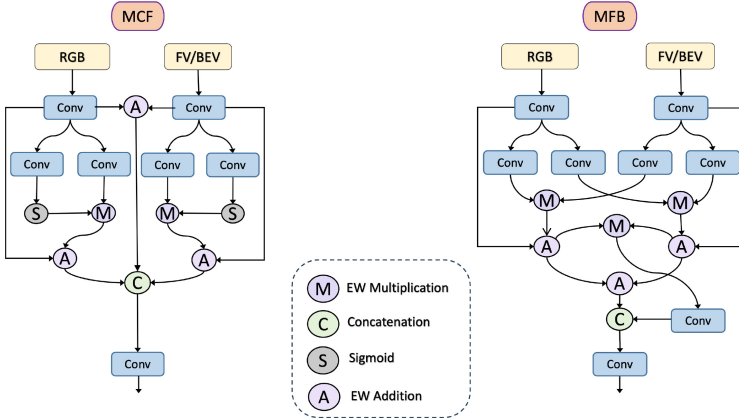 MCF
MFB
RGB
FV/BEV
RGB
FV/BEV
Conv
A
Conv
Conv
Conv
Conv
Conv
Conv
Conv
Conv
Conv
Conv
Conv
S
M
M
S
M
M
A
A
A
M
A
C
A
M
EW Multiplication
C
Concatenation
C
Conv
S
Sigmoid
Conv
Conv
A
EW Addition